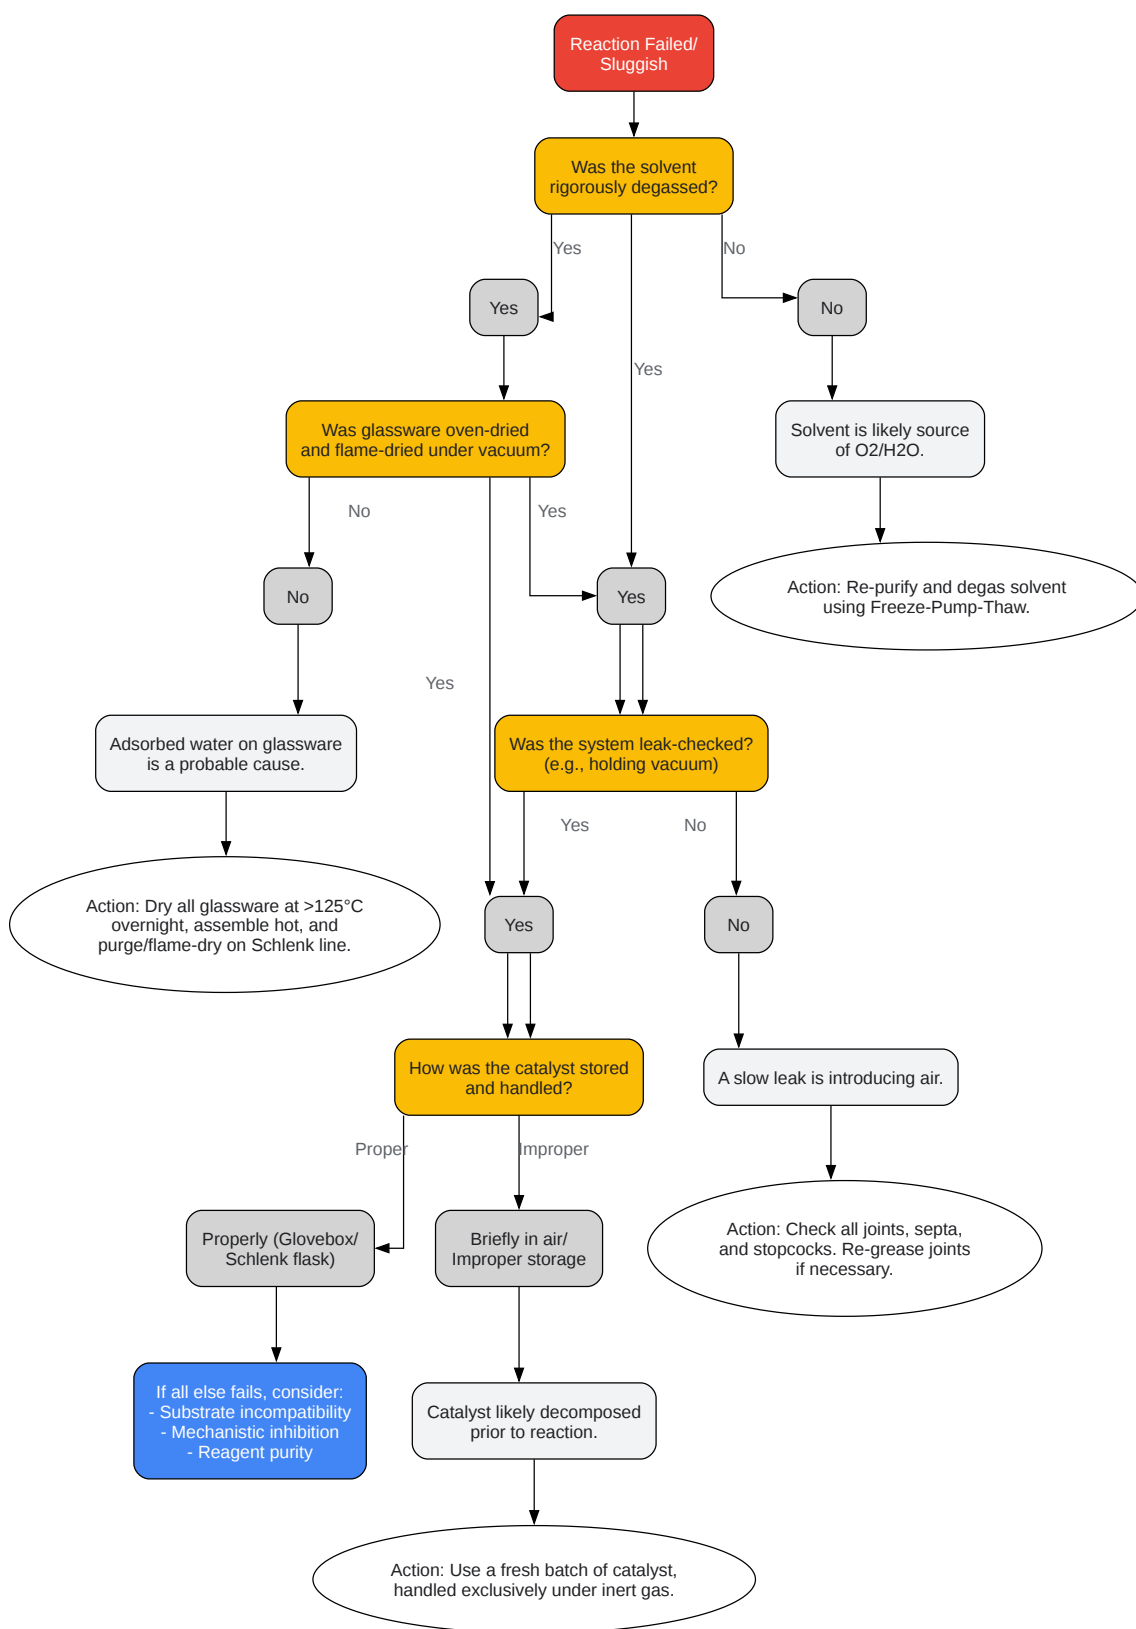 Reaction Failed/
Sluggish
Was the solvent
rigorously degassed?
Yes
No
Yes
No
Yes
Was glassware oven-dried
and flame-dried under vacuum?
Solvent is likely source
of O2/H2O.
No
Yes
No
Yes
Action: Re-purify and degas solvent
using Freeze-Pump-Thaw.
Yes
Adsorbed water on glassware
is a probable cause.
Was the system leak-checked?
(e.g., holding vacuum)
Yes
No
Action: Dry all glassware at >125°C
overnight, assemble hot, and
purge/flame-dry on Schlenk line.
Yes
No
How was the catalyst stored
and handled?
A slow leak is introducing air.
Proper
Improper
Properly (Glovebox/
Schlenk flask)
Briefly in air/
Improper storage
Action: Check all joints, septa,
and stopcocks. Re-grease joints
if necessary.
If all else fails, consider:
- Substrate incompatibility
- Mechanistic inhibition
- Reagent purity
Catalyst likely decomposed
prior to reaction.
Action: Use a fresh batch of catalyst,
handled exclusively under inert gas.